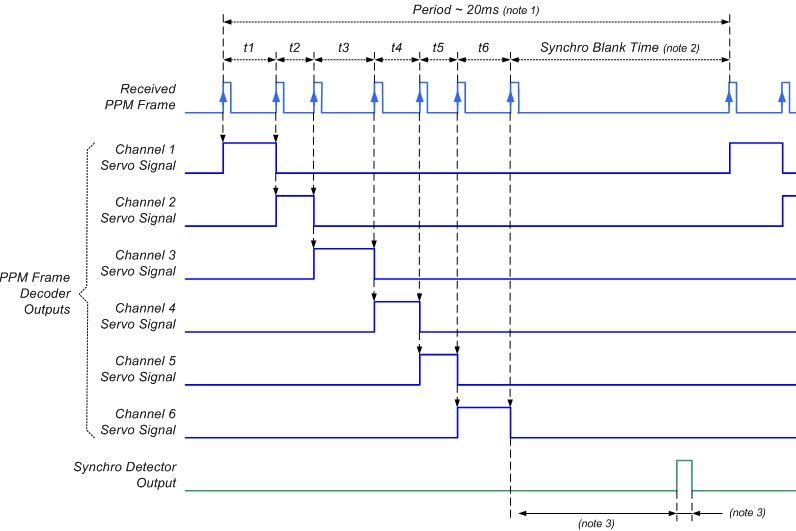 Period ~ 20ms (note 1)
t1 t2 t3 t4 t5 t6 Synchro Blank Time (note 2)
Received
PPM Frame
Channel 1
Servo Signal
Channel 2
Servo Signal
Channel 3
Servo Signal
PPM Frame
Decoder
Outputs
Channel 4
Servo Signal
Channel 5
Servo Signal
Channel 6
Servo Signal
Synchro Detector
Output
(note 3)
(note 3)